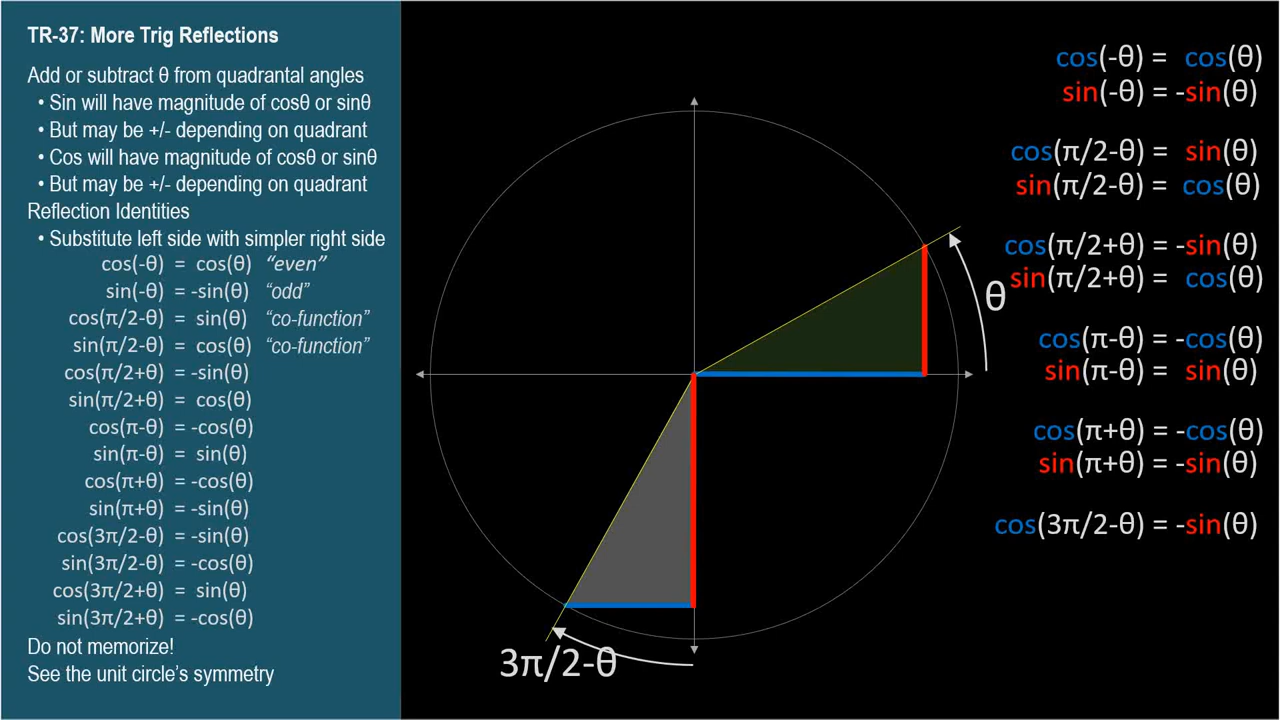 TR-37: More Trig Reflections
Add or subtract θ from quadrantal angles
• Sin will have magnitude of cosθ or sinθ
• But may be +/- depending on quadrant
• Cos will have magnitude of cosθ or sinθ
• But may be +/- depending on quadrant
Reflection Identities
• Substitute left side with simpler right side
cos(-θ) = cos(θ) “even”
sin(-θ) = -sin(θ) “odd”
cos(π/2-θ) = sin(θ) “co-function”
sin(π/2-θ) = cos(θ) “co-function”
cos(π/2+θ) = -sin(θ)
sin(π/2+θ) = cos(θ)
cos(π-θ) = -cos(θ)
sin(π-θ) = sin(θ)
cos(π+θ) = -cos(θ)
sin(π+θ) = -sin(θ)
cos(3π/2-θ) = -sin(θ)
sin(3π/2-θ) = -cos(θ)
cos(3π/2+θ) = sin(θ)
sin(3π/2+θ) = -cos(θ)
Do not memorize!
See the unit circle’s symmetry
θ
3π/2-θ
cos(-θ) = cos(θ)
sin(-θ) = -sin(θ)
cos(π/2-θ) = sin(θ)
sin(π/2-θ) = cos(θ)
cos(π/2+θ) = -sin(θ)
sin(π/2+θ) = cos(θ)
cos(π-θ) = -cos(θ)
sin(π-θ) = sin(θ)
cos(π+θ) = -cos(θ)
sin(π+θ) = -sin(θ)
cos(3π/2-θ) = -sin(θ)